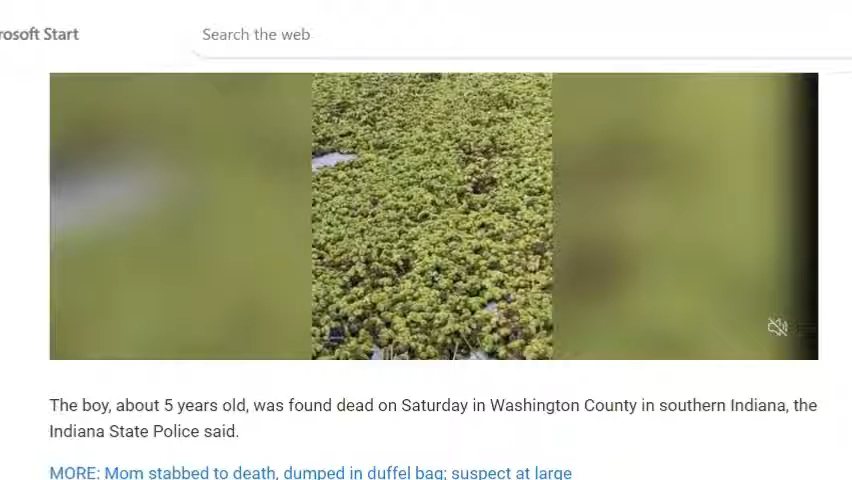 rosoft Start
Search the web
The boy, about 5 years old, was found dead on Saturday in Washington County in southern Indiana, the
Indiana State Police said.
MORE: Mom stabbed to death, dumped in duffel bag; suspect at large